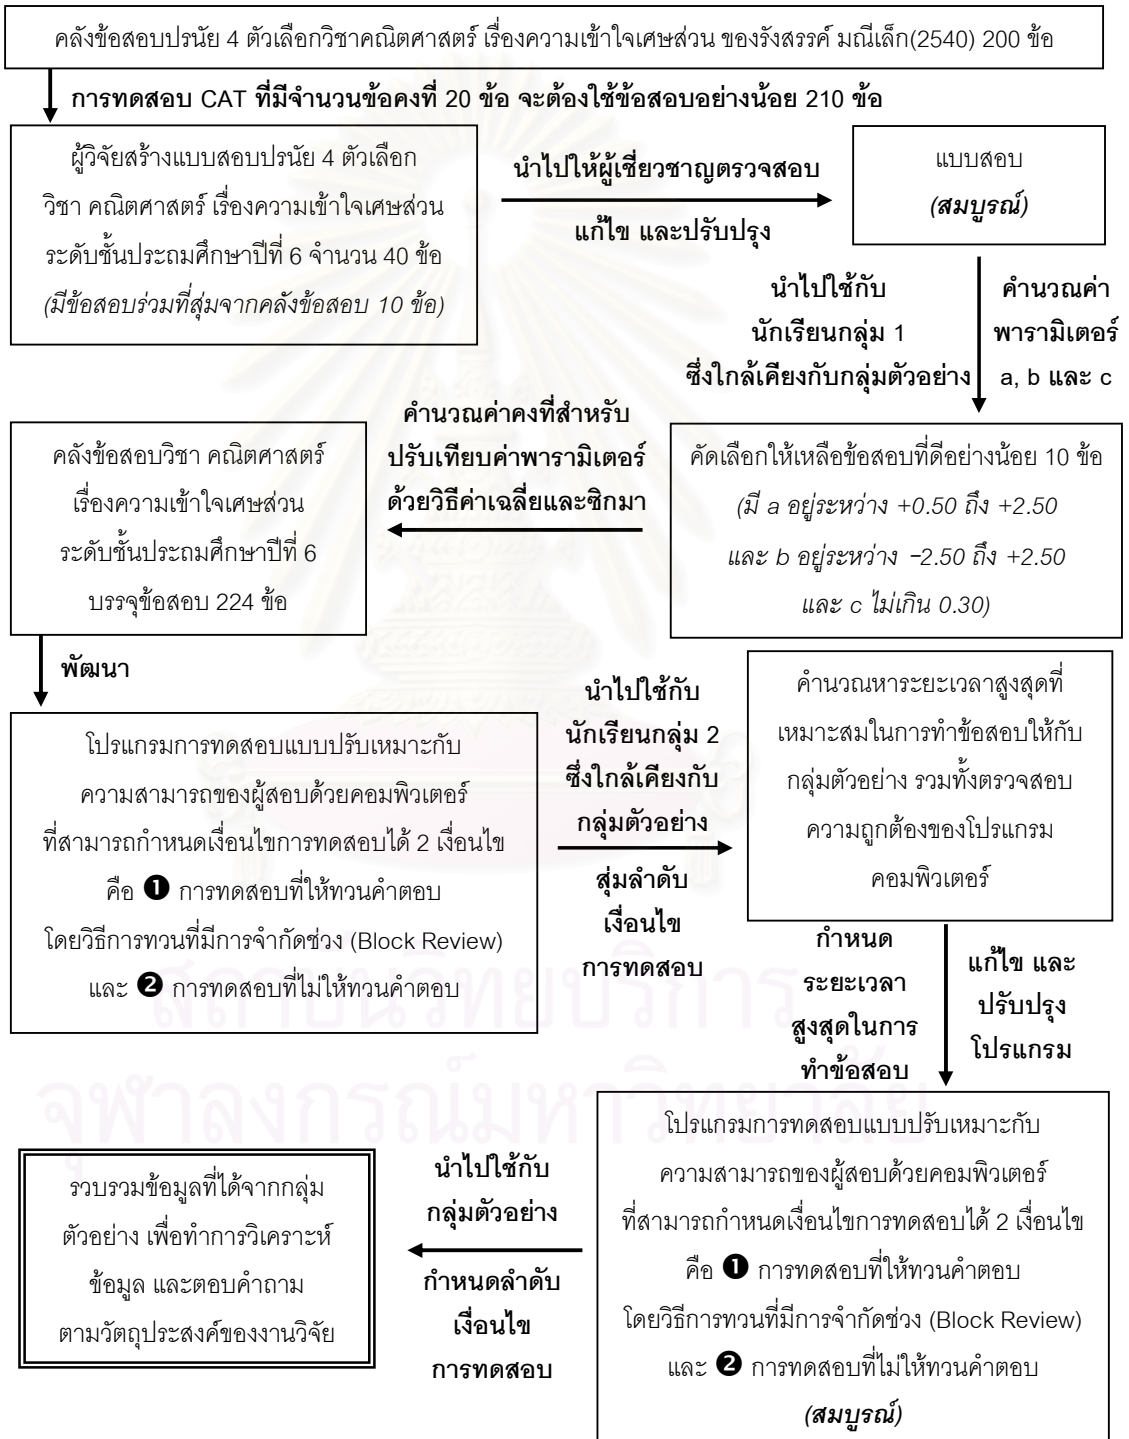 คลังข้อสอบปรนัย 4 ตัวเลือกวิชาคณิตศาสตร์ เรื่องความเข้าใจเศษส่วน ของรังสรรค์ มณีเล็ก(2540) 200 ข้อ
การทดสอบ CAT ที่มีจำนวนข้อคงที่ 20 ข้อ จะต้องใช้ข้อสอบอย่างน้อย 210 ข้อ
ผู้วิจัยสร้างแบบสอบปรนัย 4 ตัวเลือก
วิชา คณิตศาสตร์ เรื่องความเข้าใจเศษส่วน
ระดับชั้นประถมศึกษาปีที่ 6 จำนวน 40 ข้อ
(มีข้อสอบร่วมที่สุ่มจากคลังข้อสอบ 10 ข้อ)
นำไปให้ผู้เชี่ยวชาญตรวจสอบ
แก้ไข และปรับปรุง
แบบสอบ
(สมบูรณ์)
นำไปใช้กับ
นักเรียนกลุ่ม 1
ซึ่งใกล้เคียงกับกลุ่มตัวอย่าง
คำนวณค่า
พารามิเตอร์
a, b และ c
คัดเลือกให้เหลือข้อสอบที่ดีอย่างน้อย 10 ข้อ
(มี a อยู่ระหว่าง +0.50 ถึง +2.50
และ b อยู่ระหว่าง −2.50 ถึง +2.50
และ c ไม่เกิน 0.30)
คำนวณค่าคงที่สำหรับ
ปรับเทียบค่าพารามิเตอร์
ด้วยวิธีค่าเฉลี่ยและซิกมา
คลังข้อสอบวิชา คณิตศาสตร์
เรื่องความเข้าใจเศษส่วน
ระดับชั้นประถมศึกษาปีที่ 6
บรรจุข้อสอบ 224 ข้อ
พัฒนา
โปรแกรมการทดสอบแบบปรับเหมาะกับ
ความสามารถของผู้สอบด้วยคอมพิวเตอร์
ที่สามารถกำหนดเงื่อนไขการทดสอบได้ 2 เงื่อนไข
คือ ❶ การทดสอบที่ให้ทวนคำตอบ
โดยวิธีการทวนที่มีการจำกัดช่วง (Block Review)
และ ❷ การทดสอบที่ไม่ให้ทวนคำตอบ
นำไปใช้กับ
นักเรียนกลุ่ม 2
ซึ่งใกล้เคียงกับ
กลุ่มตัวอย่าง
สุ่มลำดับ
เงื่อนไข
การทดสอบ
คำนวณหาระยะเวลาสูงสุดที่
เหมาะสมในการทำข้อสอบให้กับ
กลุ่มตัวอย่าง รวมทั้งตรวจสอบ
ความถูกต้องของโปรแกรม
คอมพิวเตอร์
กำหนด
ระยะเวลา
สูงสุดในการ
ทำข้อสอบ
แก้ไข และ
ปรับปรุง
โปรแกรม
โปรแกรมการทดสอบแบบปรับเหมาะกับ
ความสามารถของผู้สอบด้วยคอมพิวเตอร์
ที่สามารถกำหนดเงื่อนไขการทดสอบได้ 2 เงื่อนไข
คือ ❶ การทดสอบที่ให้ทวนคำตอบ
โดยวิธีการทวนที่มีการจำกัดช่วง (Block Review)
และ ❷ การทดสอบที่ไม่ให้ทวนคำตอบ
(สมบูรณ์)
นำไปใช้กับ
กลุ่มตัวอย่าง
กำหนดลำดับ
เงื่อนไข
การทดสอบ
รวบรวมข้อมูลที่ได้จากกลุ่ม
ตัวอย่าง เพื่อทำการวิเคราะห์
ข้อมูล และตอบคำถาม
ตามวัตถุประสงค์ของงานวิจัย
สถาบันวิทยบริการ
จุฬาลงกรณ์มหาวิทยาลัย